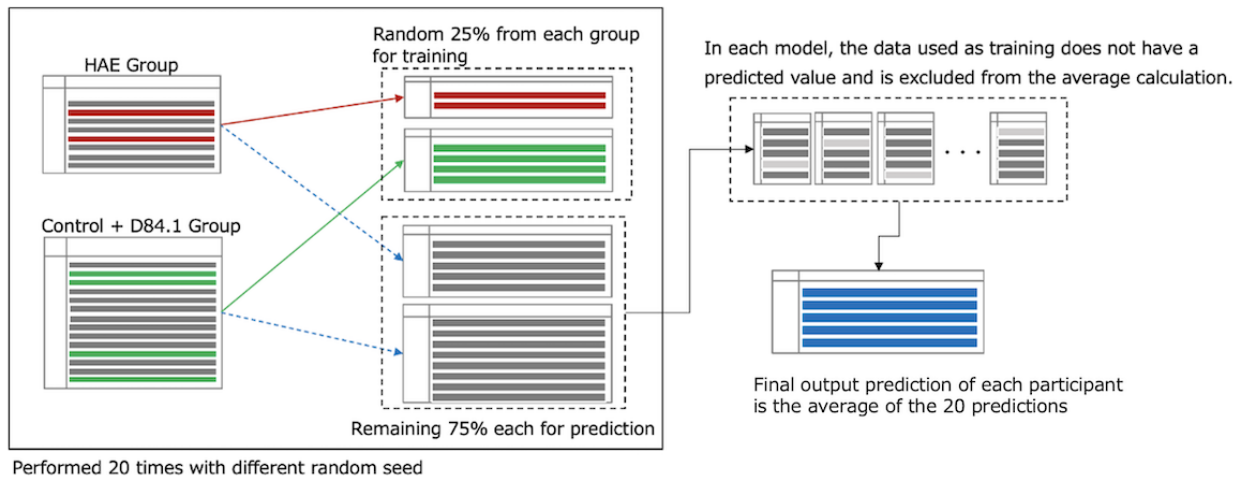 HAE Group
Random 25% from each group
for training
Control + D84.1 Group
Remaining 75% each for prediction
Performed 20 times with different random seed
In each model, the data used as training does not have a
predicted value and is excluded from the average calculation.
. . .
Final output prediction of each participant
is the average of the 20 predictions